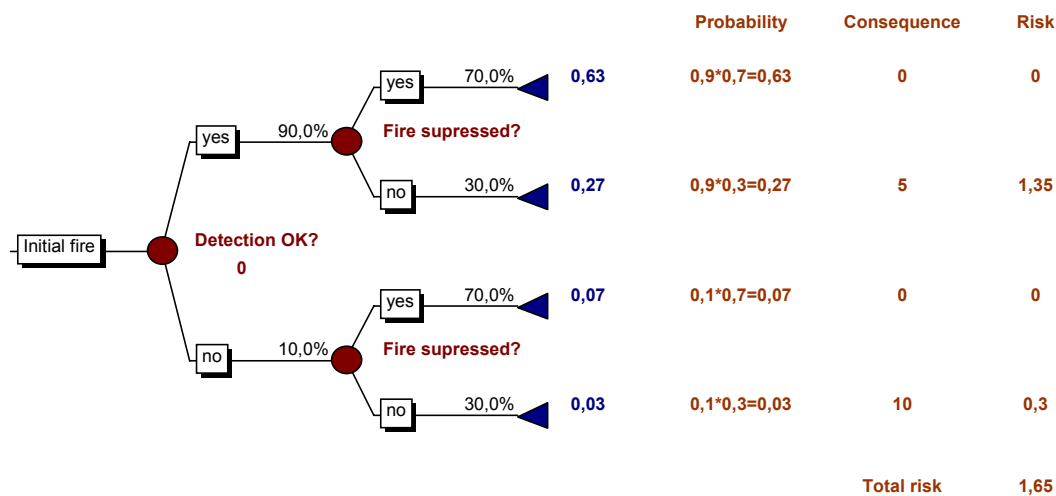 Probability Consequence Risk
yes 70,0% 0,63 0,9*0,7=0,63 0 0
yes 90,0% Fire supressed?
no 30,0% 0,27 0,9*0,3=0,27 5 1,35
Initial fire Detection OK?
0
yes 70,0% 0,07 0,1*0,7=0,07 0 0
no 10,0% Fire supressed?
no 30,0% 0,03 0,1*0,3=0,03 10 0,3
Total risk 1,65